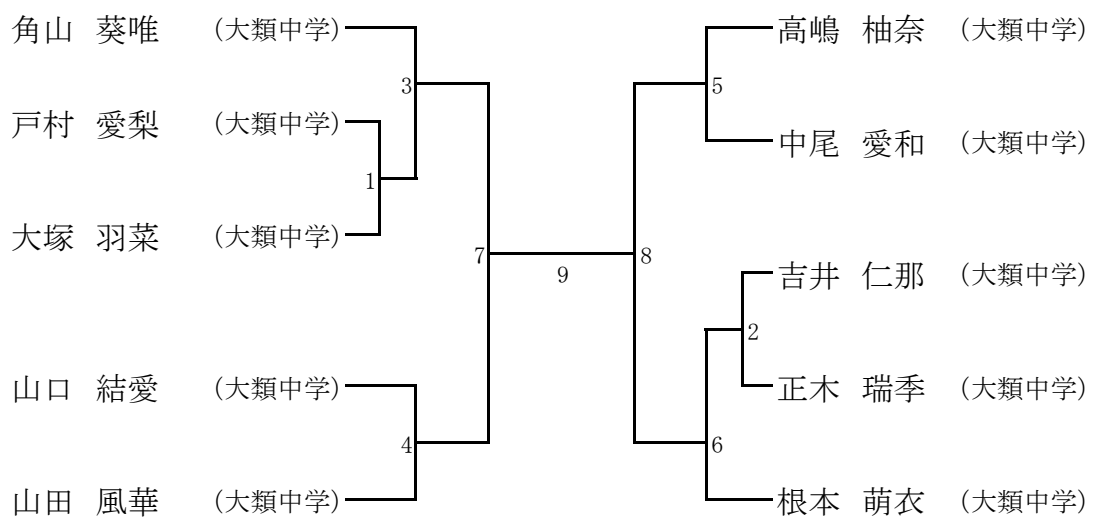 角山 葵唯 (大類中学)
3
戸村 愛梨 (大類中学)
1
大塚 羽菜 (大類中学)
7
山口 結愛 (大類中学)
4
山田 風華 (大類中学)
9
高嶋 柚奈 (大類中学)
5
中尾 愛和 (大類中学)
8
吉井 仁那 (大類中学)
2
正木 瑞季 (大類中学)
6
根本 萌衣 (大類中学)